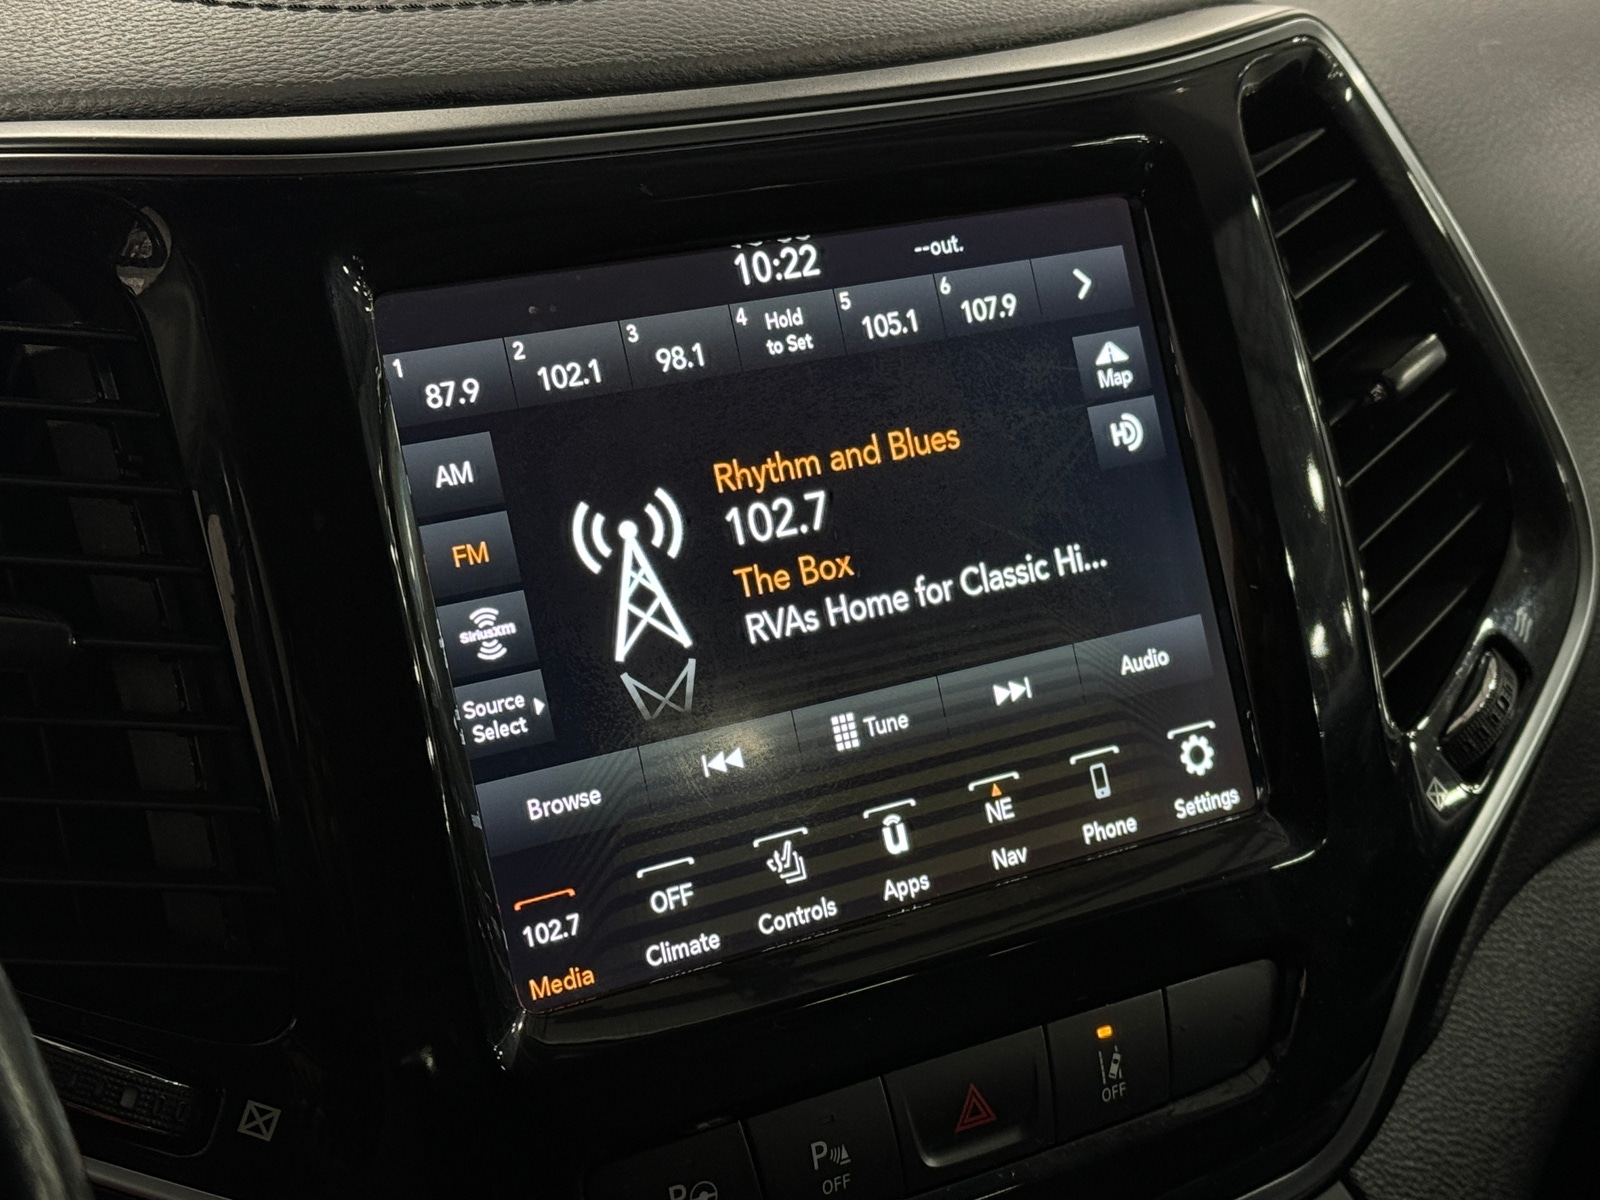 10:22
--out.
1 87.9
2 102.1
3 98.1
4 Hold
to Set
5 105.1
6 107.9
Map
HD
AM
FM
SiriusXM
Source
Select
Rhythm and Blues
102.7
The Box
RVAs Home for Classic Hi...
Browse
Tune
Audio
102.7
Media
OFF
Climate
Controls
Apps
NE
Nav
Phone
Settings
OFF
P
OFF
P